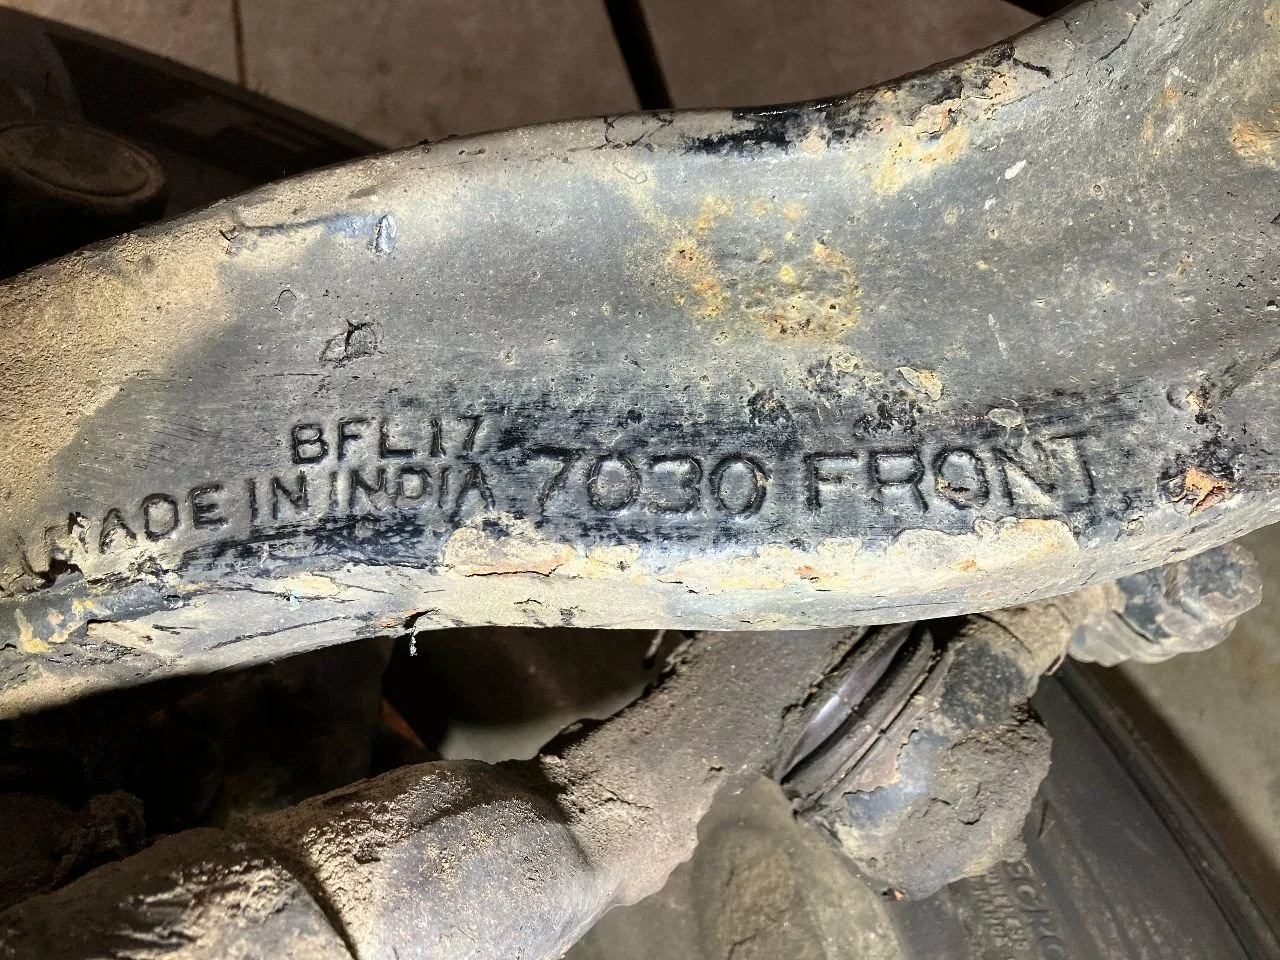 BFL17
MADE IN INDIA 7030 FRONT